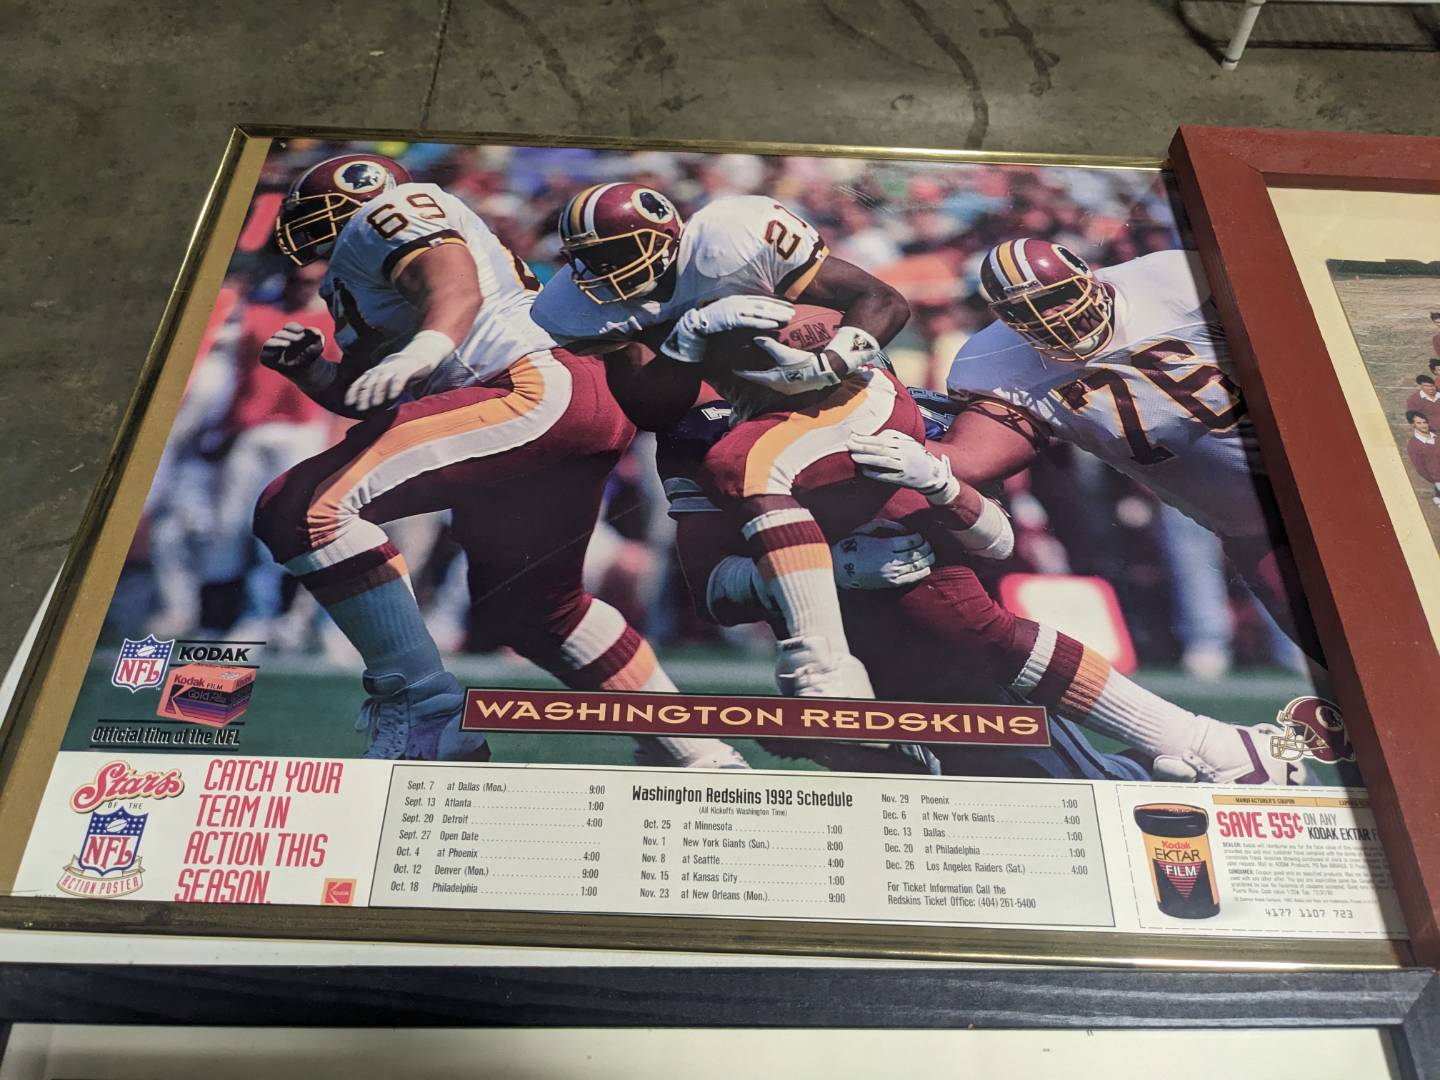 69
21
76
NFL
NFL
KODAK
Kodak FILM
Gold Film
Official film of the NFL
WASHINGTON REDSKINS
Stars
OF THE
NFL
ACTION POSTER
CATCH YOUR
TEAM IN
ACTION THIS
SEASON.
Kodak
Sept. 7 at Dallas (Mon.) 9:00
Sept. 13 Atlanta 1:00
Sept. 20 Detroit 4:00
Sept. 27 Open Date
Oct. 4 at Phoenix 4:00
Oct. 12 Denver (Mon.) 9:00
Oct. 18 Philadelphia 1:00
Washington Redskins 1992 Schedule
(All Kickoffs Washington Time)
Oct. 25 at Minnesota 1:00
Nov. 1 New York Giants (Sun.) 8:00
Nov. 8 at Seattle 4:00
Nov. 15 at Kansas City 1:00
Nov. 23 at New Orleans (Mon.) 9:00
Nov. 29 Phoenix 1:00
Dec. 6 at New York Giants 4:00
Dec. 13 Dallas 1:00
Dec. 20 at Philadelphia 1:00
Dec. 26 Los Angeles Raiders (Sat.) 4:00
For Ticket Information Call the
Redskins Ticket Office: (404) 261-5400
Kodak
EKTAR
FILM
MANUFACTURER'S COUPON
SAVE 55¢ ON ANY
KODAK EKTAR
4177 1107 723